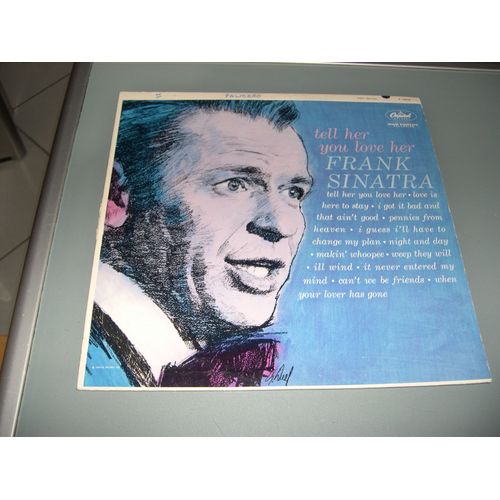 PALMERO
Capitol
tell her
you love her
FRANK
SINATRA
tell her you love her • love is
here to stay • i got it bad and
that ain't good • pennies from
heaven • i guess i'll have to
change my plan • night and day
• makin' whoopee • weep they will
• ill wind • it never entered my
mind • can't we be friends • when
your lover has gone